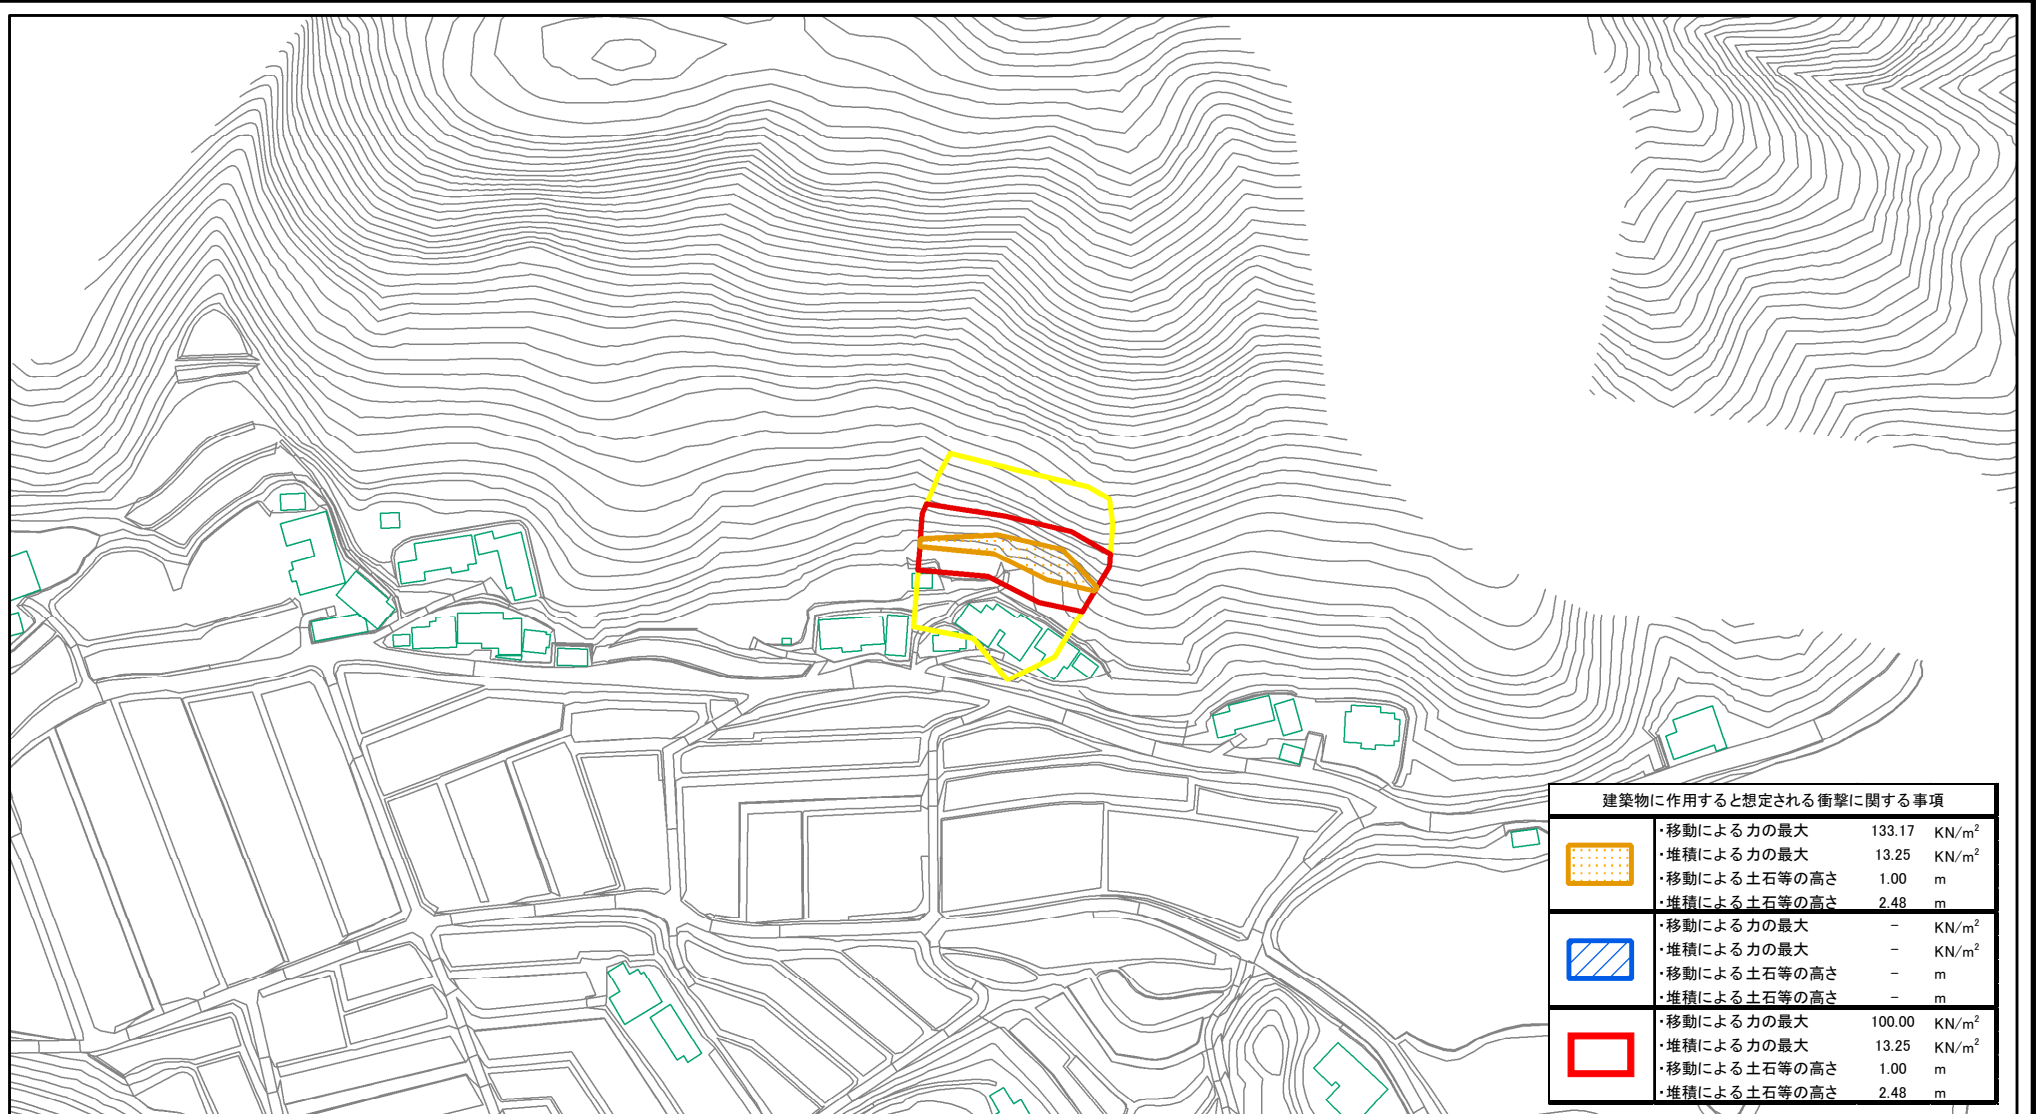 建築物に作用すると想定される衝撃に関する事項
・移動による力の最大 133.17 KN/m²
・堆積による力の最大 13.25 KN/m²
・移動による土石等の高さ 1.00 m
・堆積による土石等の高さ 2.48 m
・移動による力の最大 - KN/m²
・堆積による力の最大 - KN/m²
・移動による土石等の高さ - m
・堆積による土石等の高さ - m
・移動による力の最大 100.00 KN/m²
・堆積による力の最大 13.25 KN/m²
・移動による土石等の高さ 1.00 m
・堆積による土石等の高さ 2.48 m